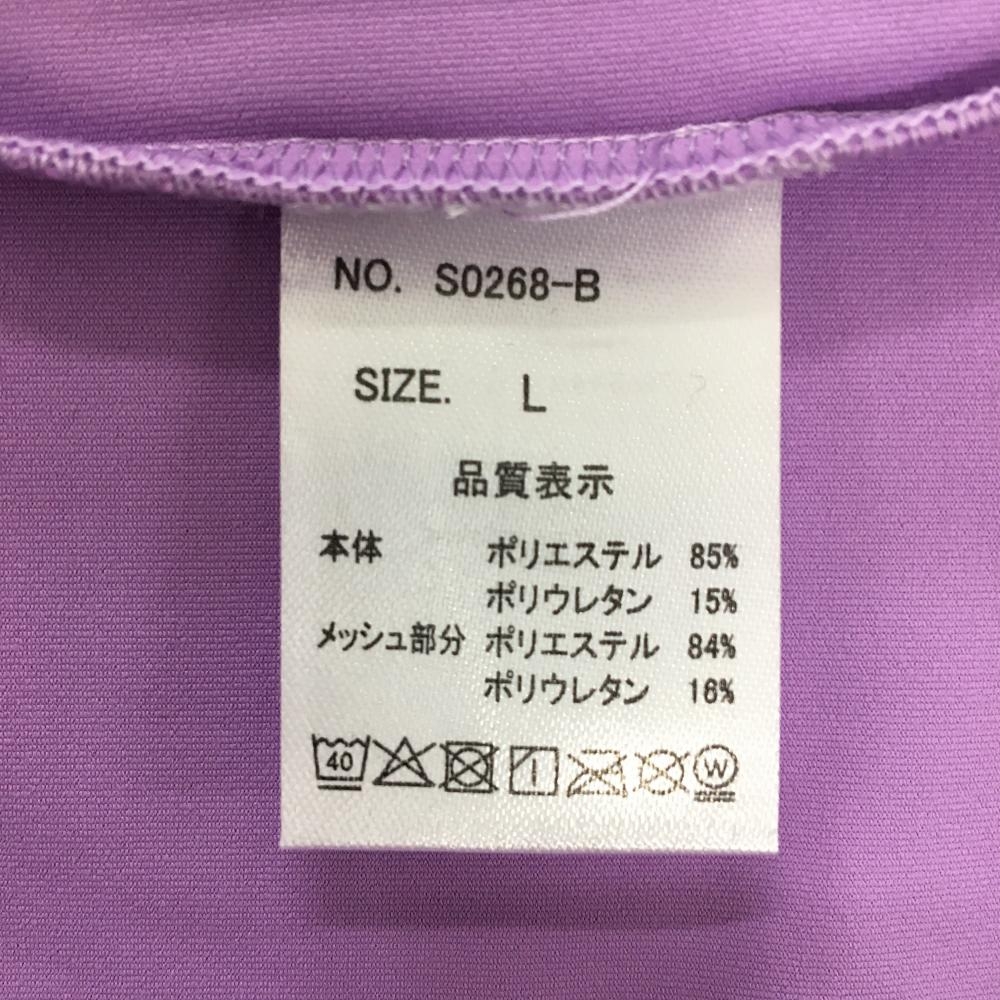 NO. S0268-B
SIZE. L
品質表示
本体 ポリエステル 85%
ポリウレタン 15%
メッシュ部分 ポリエステル 84%
ポリウレタン 16%
40 W